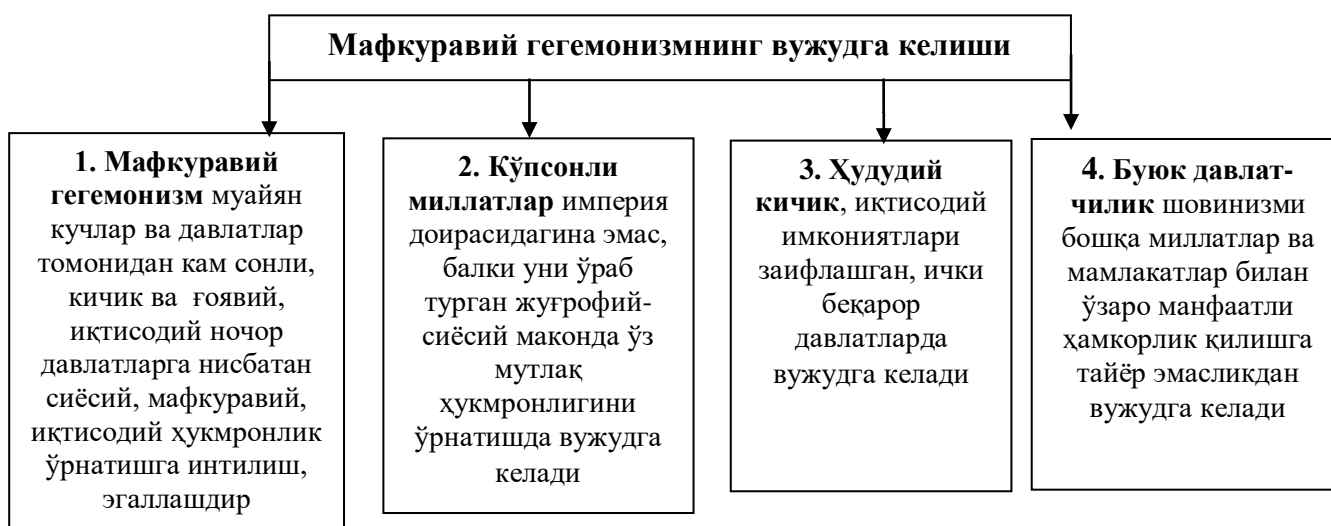 Мафкуравий гегемонизмнинг вужудга келиши
1. Мафкуравий
гегемонизм муайян
кучлар ва давлатлар
томонидан кам сонли,
кичик ва ғоявий,
иқтисодий ночор
давлатларга нисбатан
сиёсий, мафкуравий,
иқтисодий ҳукмронлик
ўрнатишга интилиш,
эгаллашдир
2. Кўпсонли
миллатлар империя
доирасидагина эмас,
балки уни ўраб
турган жуғрофий-
сиёсий маконда ўз
мутлақ
ҳукмронлигини
ўрнатишда вужудга
келади
3. Ҳудудий
кичик, иқтисодий
имкониятлари
заифлашган, ички
беқарор
давлатларда
вужудга келади
4. Буюк давлат-
чилик шовинизми
бошқа миллатлар ва
мамлакатлар билан
ўзаро манфаатли
ҳамкорлик қилишга
тайёр эмасликдан
вужудга келади